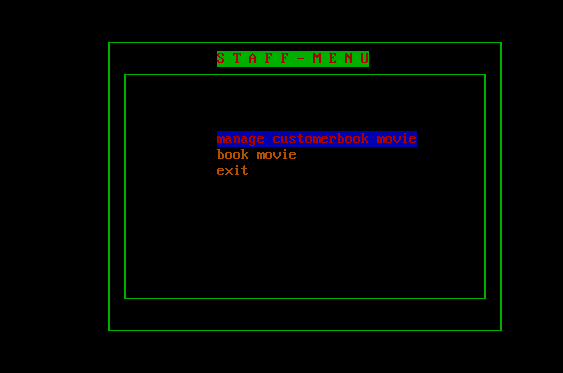 S T A F F - M E N U
manage customerbook movie
book movie
exit